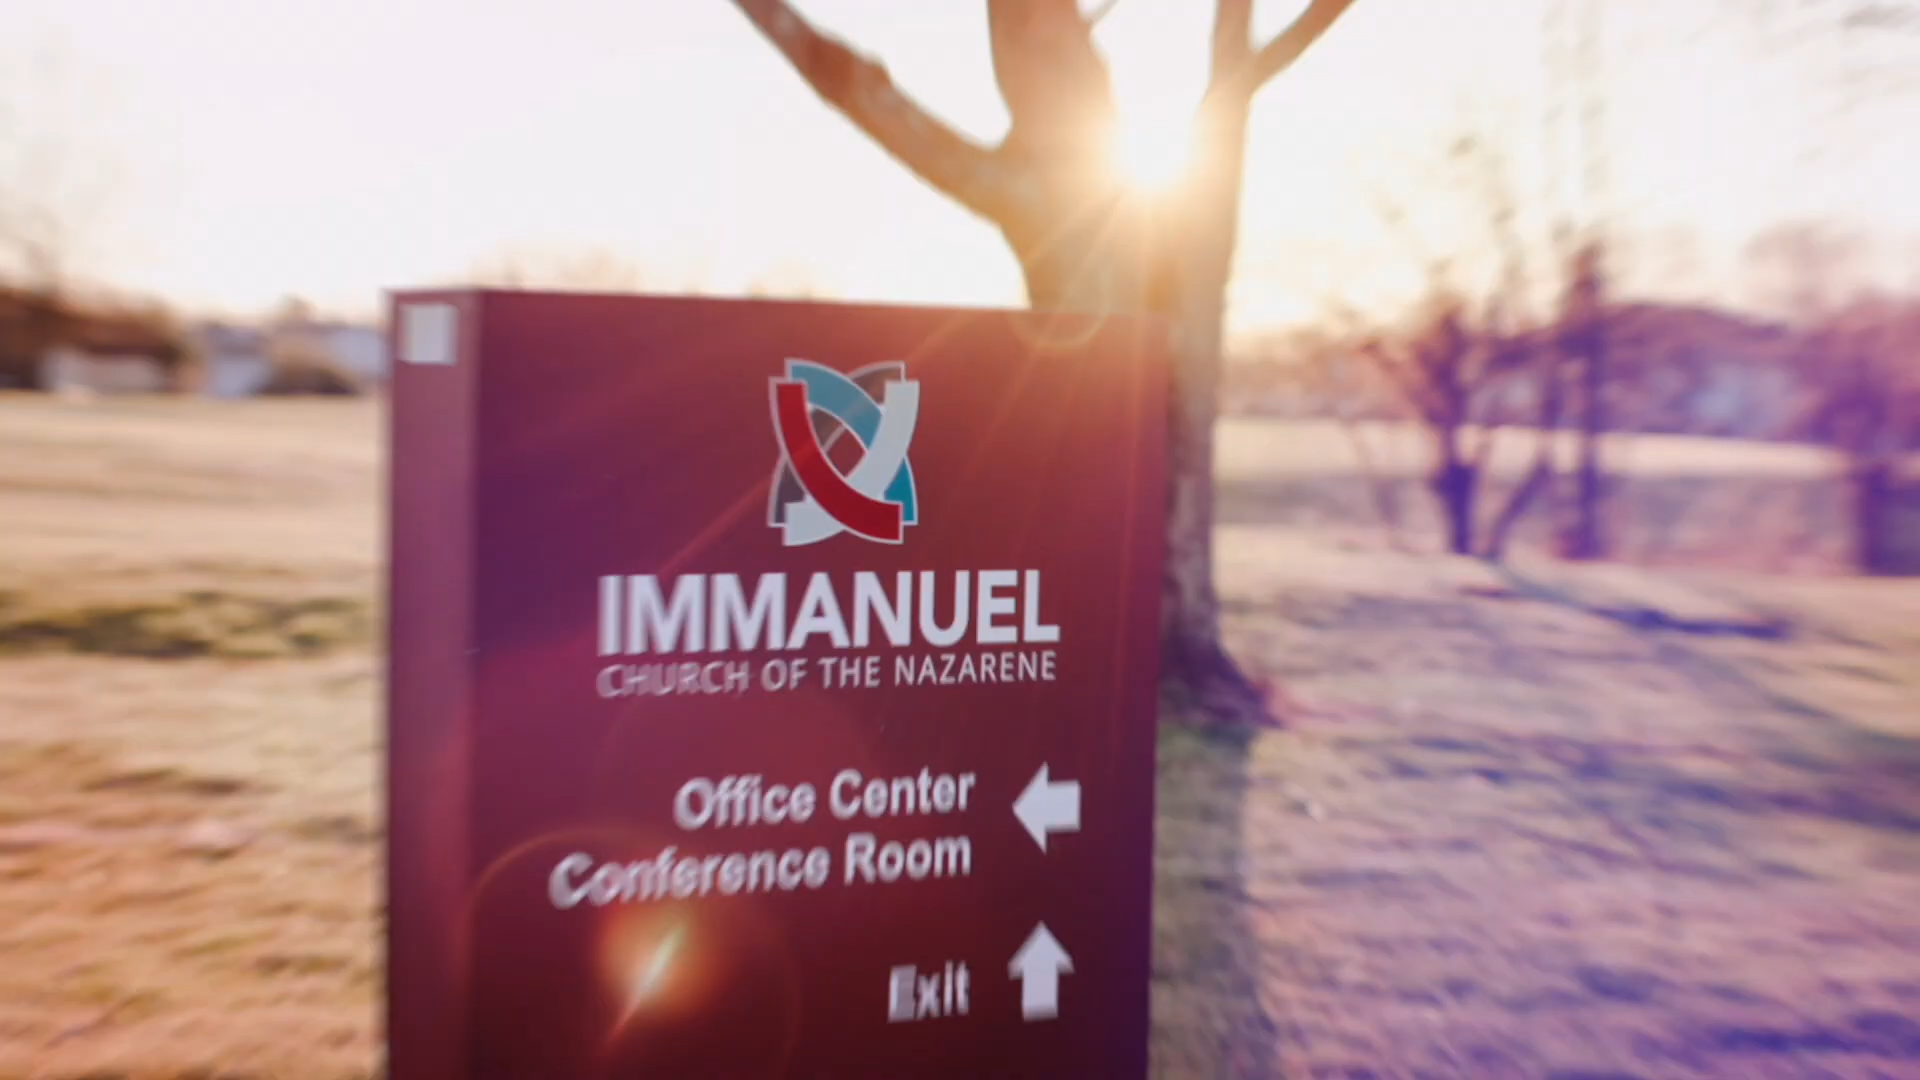 IMMANUEL
CHURCH OF THE NAZARENE
Office Center
Conference Room
Exit